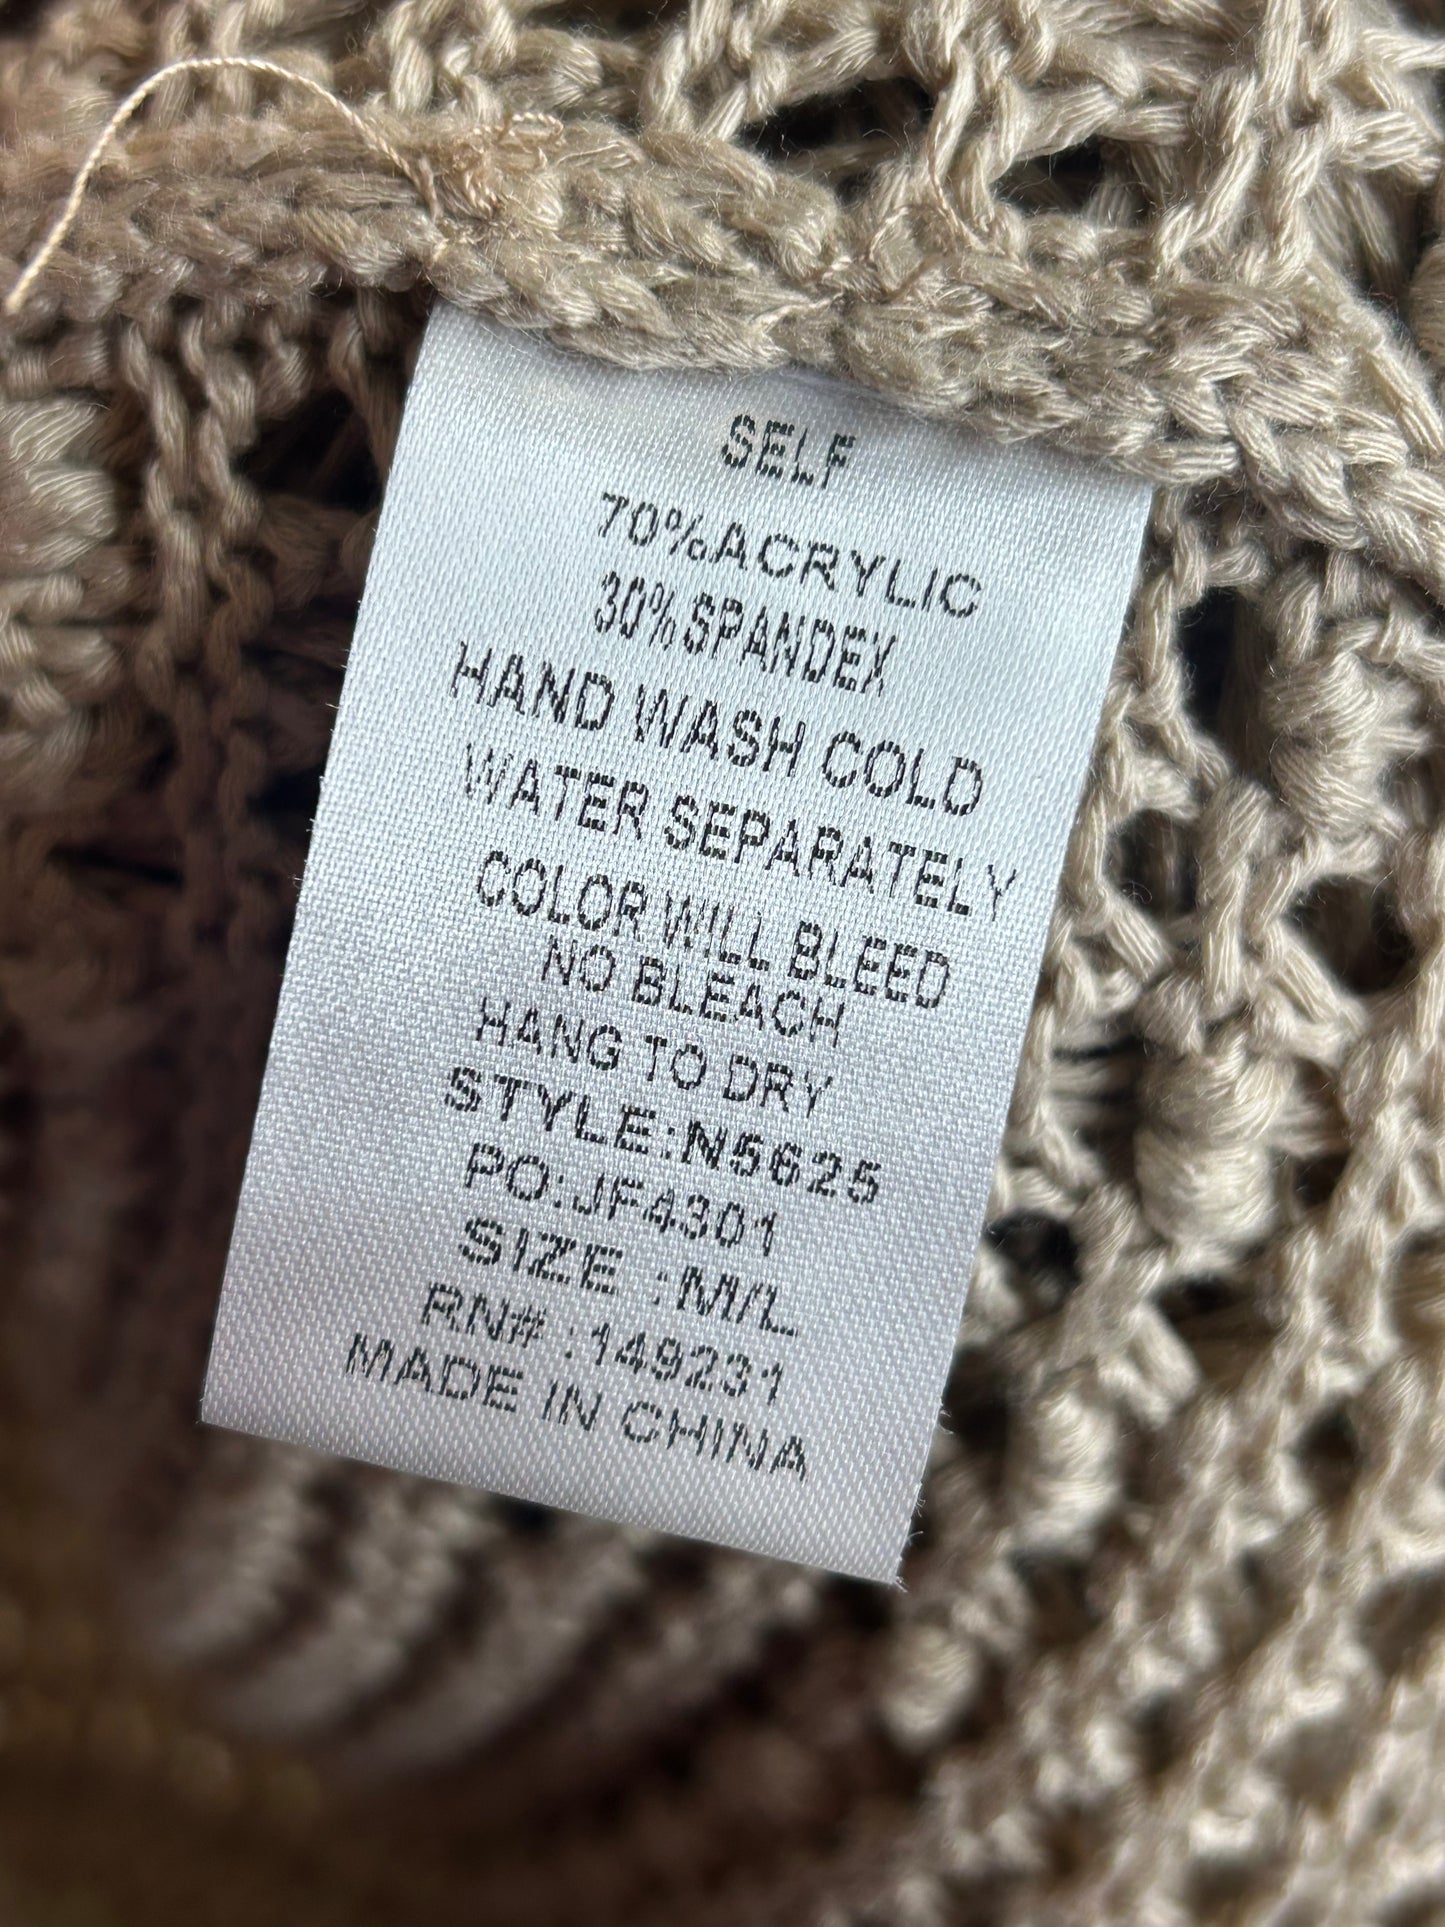 SELF
70%ACRYLIC
30%SPANDEX
HAND WASH COLD
WATER SEPARATELY
COLOR WILL BLEED
NO BLEACH
HANG TO DRY
STYLE:N5625
PO:JF4301
SIZE :M/L
RN# :149231
MADE IN CHINA